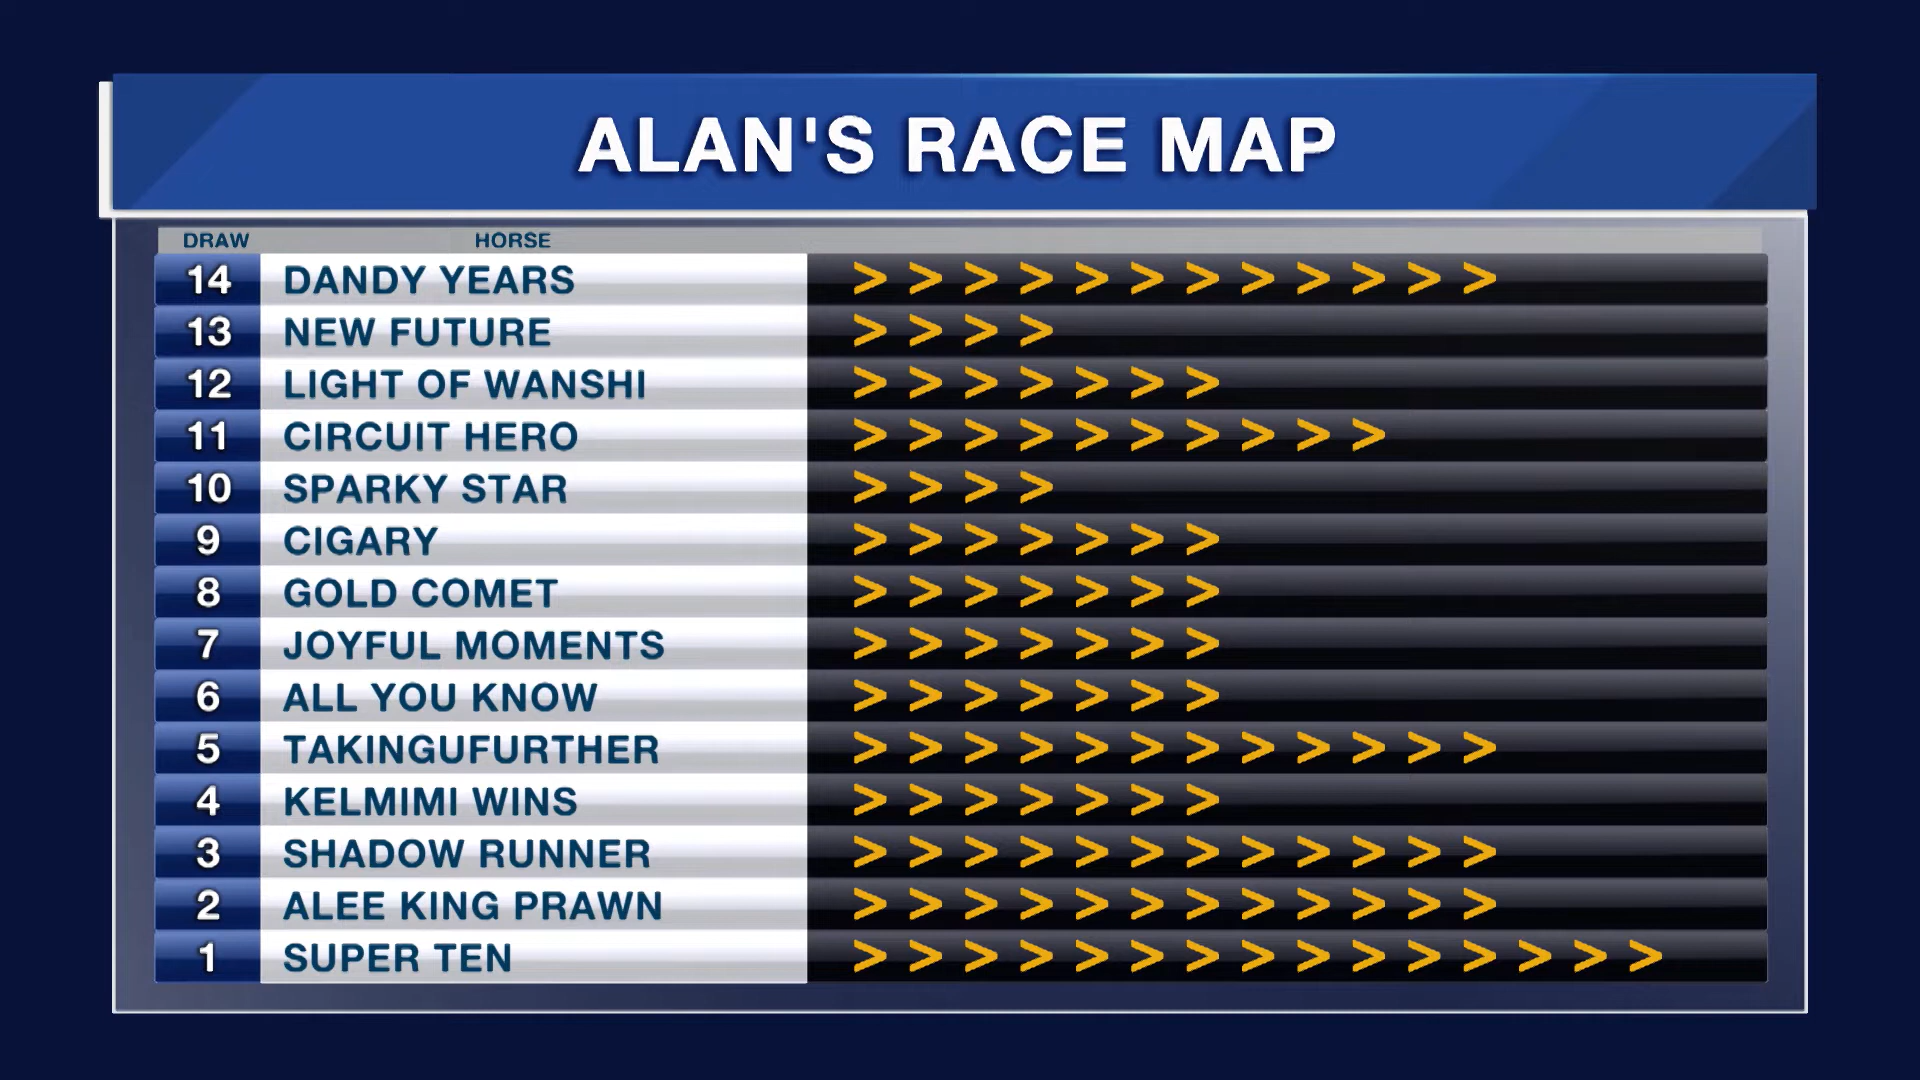 ALAN'S RACE MAP
DRAW HORSE
14 DANDY YEARS > > > > > > > > > > > >
13 NEW FUTURE > > > >
12 LIGHT OF WANSHI > > > > > > >
11 CIRCUIT HERO > > > > > > > > > >
10 SPARKY STAR > > > >
9 CIGARY > > > > > > >
8 GOLD COMET > > > > > > >
7 JOYFUL MOMENTS > > > > > > >
6 ALL YOU KNOW > > > > > > >
5 TAKINGUFURTHER > > > > > > > > > > > >
4 KELMIMI WINS > > > > > > >
3 SHADOW RUNNER > > > > > > > > > > > >
2 ALEE KING PRAWN > > > > > > > > > > > >
1 SUPER TEN > > > > > > > > > > > > > > >